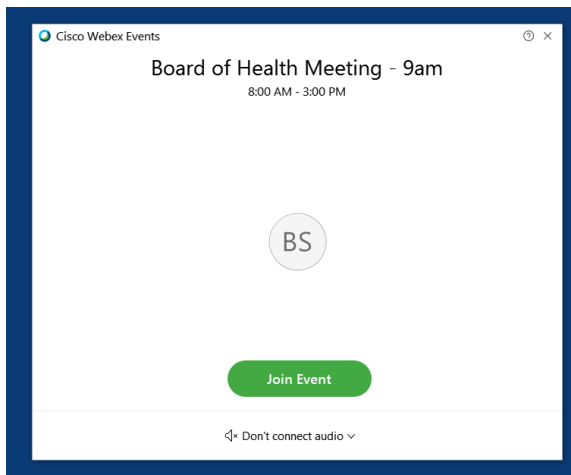 Cisco Webex Events
Board of Health Meeting - 9am
8:00 AM - 3:00 PM
BS
Join Event
Don't connect audio